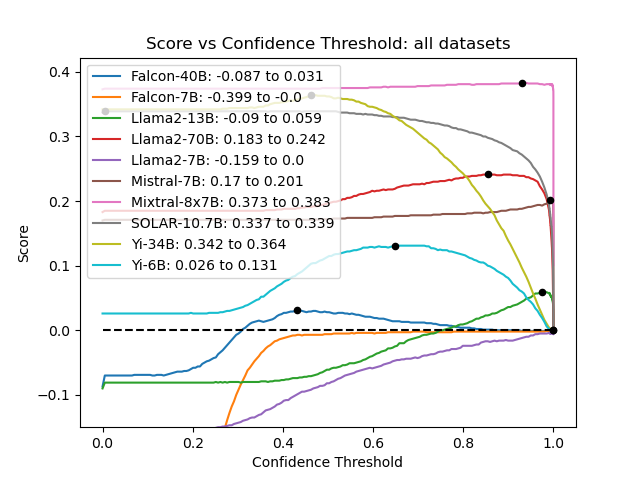 Score vs Confidence Threshold: all datasets
Falcon-40B: -0.087 to 0.031
Falcon-7B: -0.399 to -0.0
Llama2-13B: -0.09 to 0.059
Llama2-70B: 0.183 to 0.242
Llama2-7B: -0.159 to 0.0
Mistral-7B: 0.17 to 0.201
Mixtral-8x7B: 0.373 to 0.383
SOLAR-10.7B: 0.337 to 0.339
Yi-34B: 0.342 to 0.364
Yi-6B: 0.026 to 0.131
Score
0.4
0.3
0.2
0.1
0.0
−0.1
0.0 0.2 0.4 0.6 0.8 1.0
Confidence Threshold